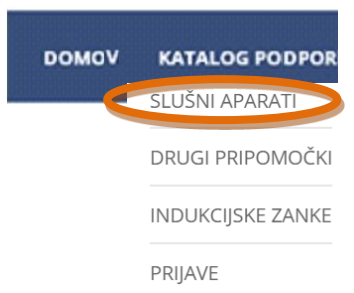 DOMOV KATALOG PODPOR
SLUŠNI APARATI
DRUGI PRIPOMOČKI
INDUKCIJSKE ZANKE
PRIJAVE